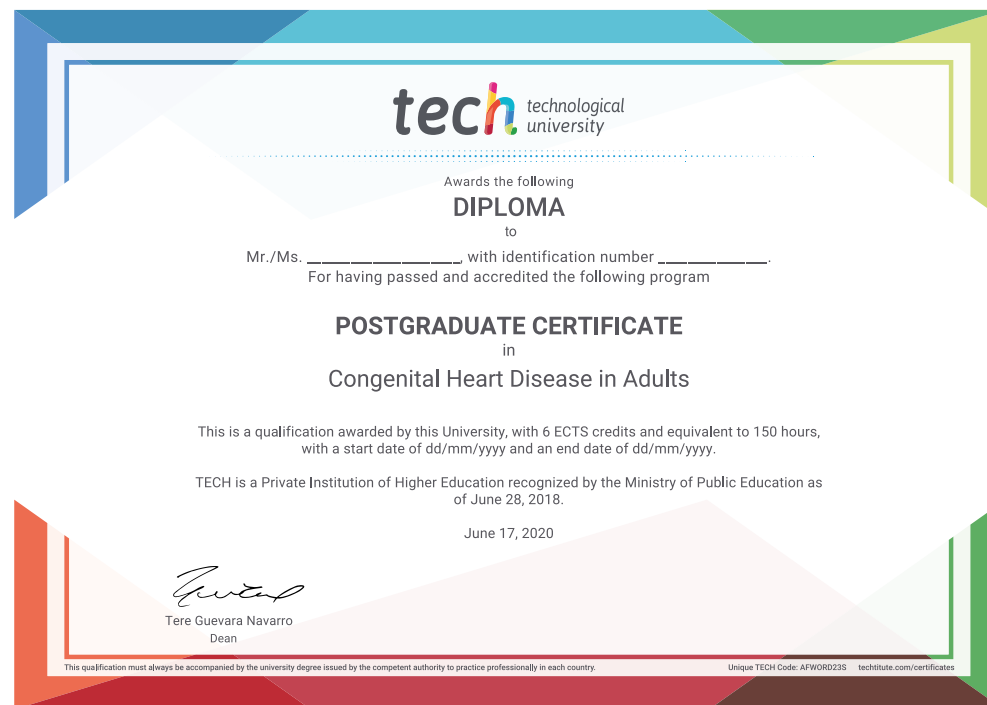 tech technological
university
Awards the following
DIPLOMA
to
Mr./Ms. ____________________, with identification number ______________.
For having passed and accredited the following program
POSTGRADUATE CERTIFICATE
in
Congenital Heart Disease in Adults
This is a qualification awarded by this University, with 6 ECTS credits and equivalent to 150 hours,
with a start date of dd/mm/yyyy and an end date of dd/mm/yyyy.
TECH is a Private Institution of Higher Education recognized by the Ministry of Public Education as
of June 28, 2018.
June 17, 2020
Tere Guevara Navarro
Dean
This qualification must always be accompanied by the university degree issued by the competent authority to practice professionally in each country.
Unique TECH Code: AFWORD23S techtitute.com/certificates